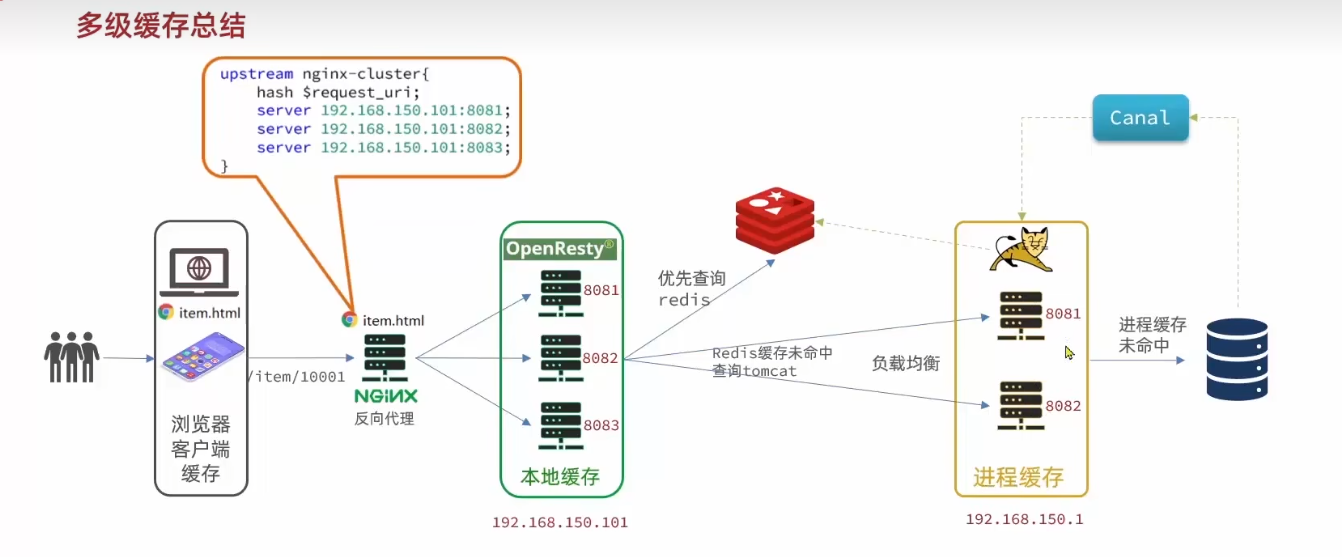 多级缓存总结
upstream nginx-cluster{
hash $request_uri;
server 192.168.150.101:8081;
server 192.168.150.101:8082;
server 192.168.150.101:8083;
}
Canal
OpenResty®
item.html
item.html
/item/10001
NGINX
反向代理
浏览器
客户端
缓存
8081
8082
8083
本地缓存
192.168.150.101
优先查询
redis
Redis缓存未命中
查询tomcat
负载均衡
8081
8082
进程缓存
192.168.150.1
进程缓存
未命中